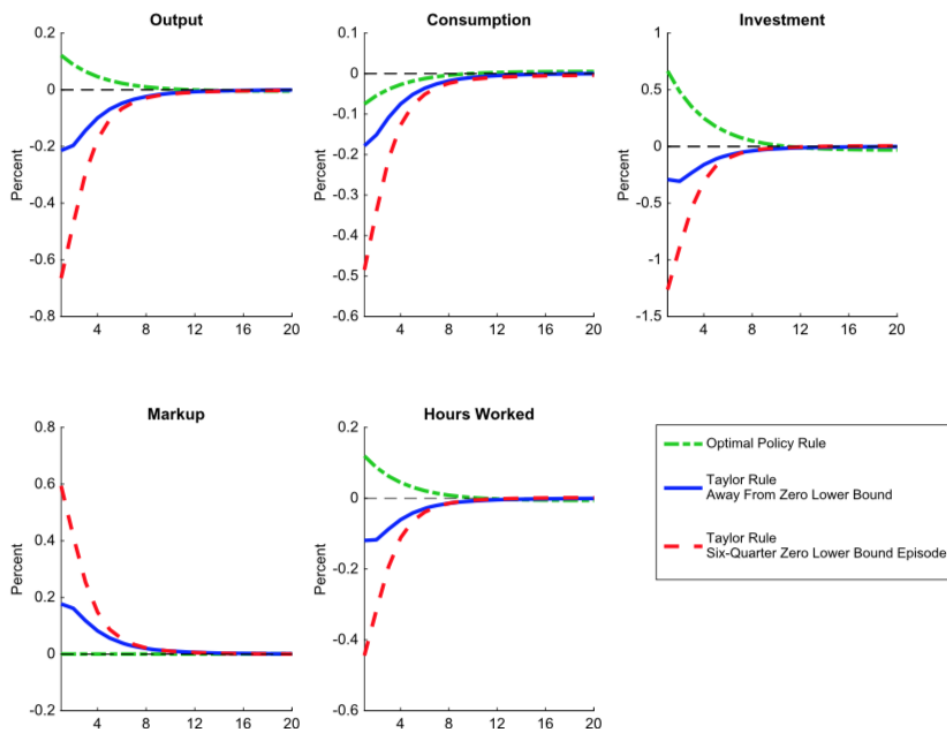 Output
Consumption
Investment
Percent
0.2
0
-0.2
-0.4
-0.6
-0.8
4 8 12 16 20
Percent
0.1
0
-0.1
-0.2
-0.3
-0.4
-0.5
-0.6
4 8 12 16 20
Percent
1
0.5
0
-0.5
-1
-1.5
4 8 12 16 20
Markup
Hours Worked
Percent
0.8
0.6
0.4
0.2
0
-0.2
4 8 12 16 20
Percent
0.2
0
-0.2
-0.4
-0.6
4 8 12 16 20
Optimal Policy Rule
Taylor Rule
Away From Zero Lower Bound
Taylor Rule
Six-Quarter Zero Lower Bound Episode